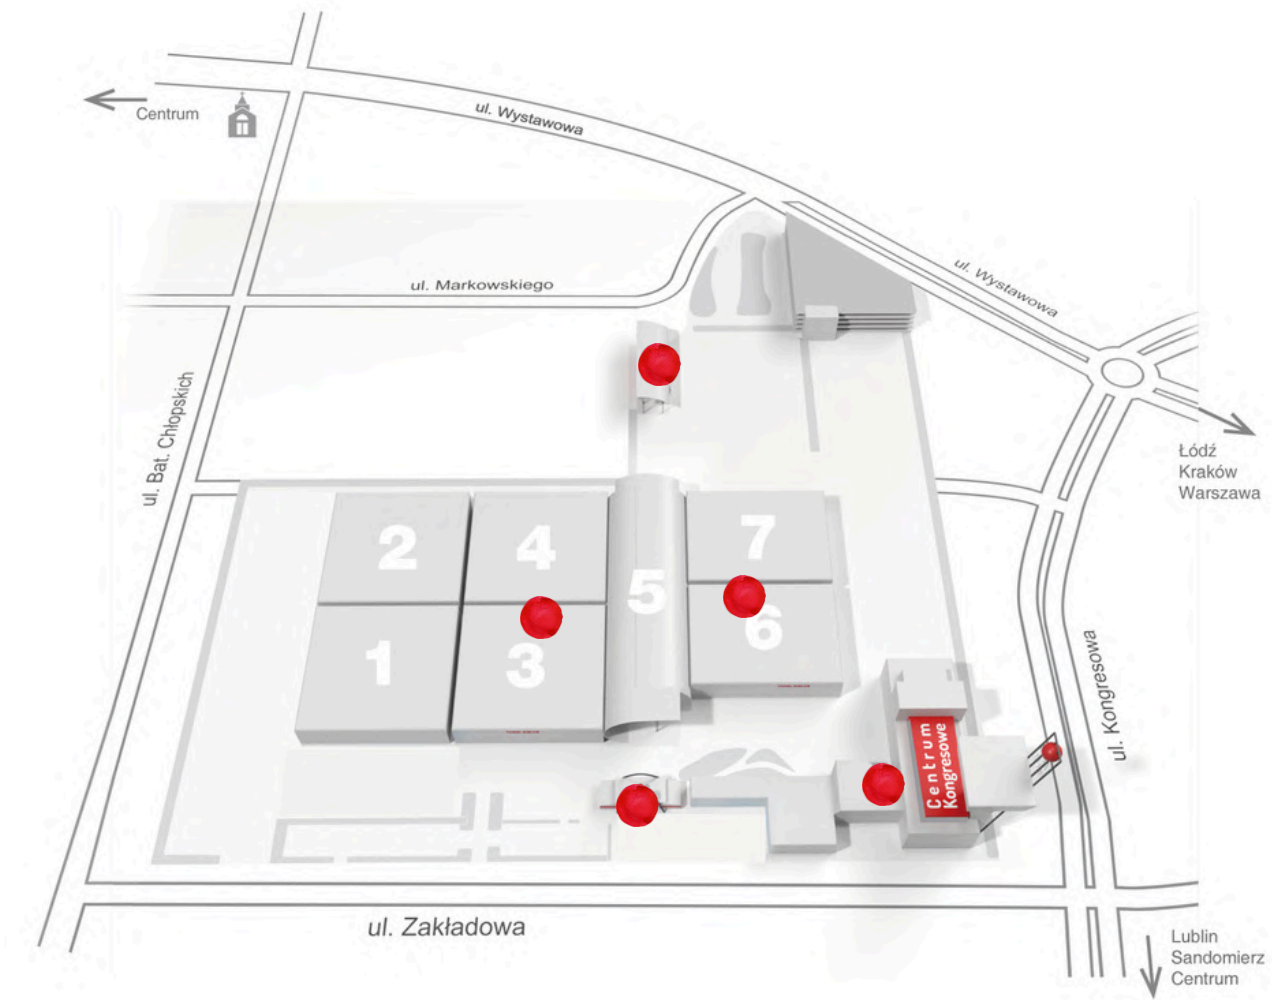 ul. Wystawowa
Centrum
ul. Wystawowa
ul. Markowskiego
ul. Bat. Chłopskich
Łódź
Kraków
Warszawa
2
4
7
5
6
1
3
ul. Kongresowa
Centrum
Kongresowe
ul. Zakładowa
Lublin
Sandomierz
Centrum